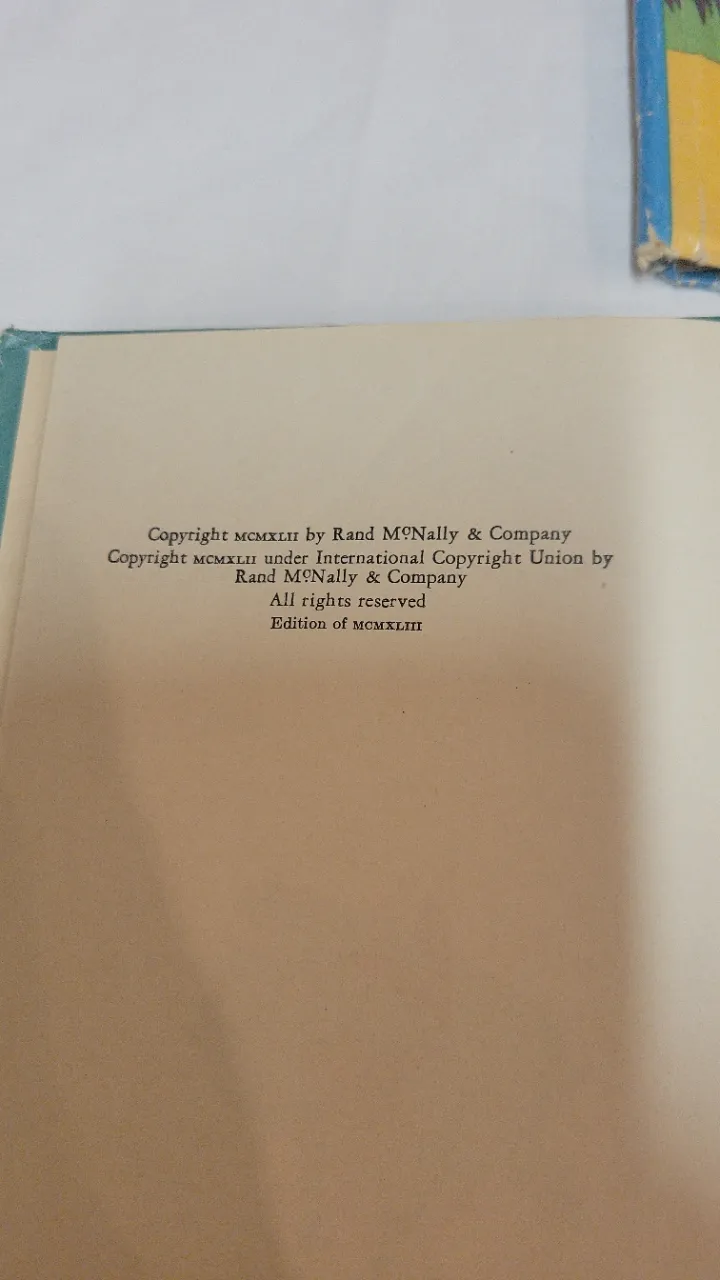 Copyright MCMXLII by Rand McNally & Company
Copyright MCMXLII under International Copyright Union by
Rand McNally & Company
All rights reserved
Edition of MCMXLIII